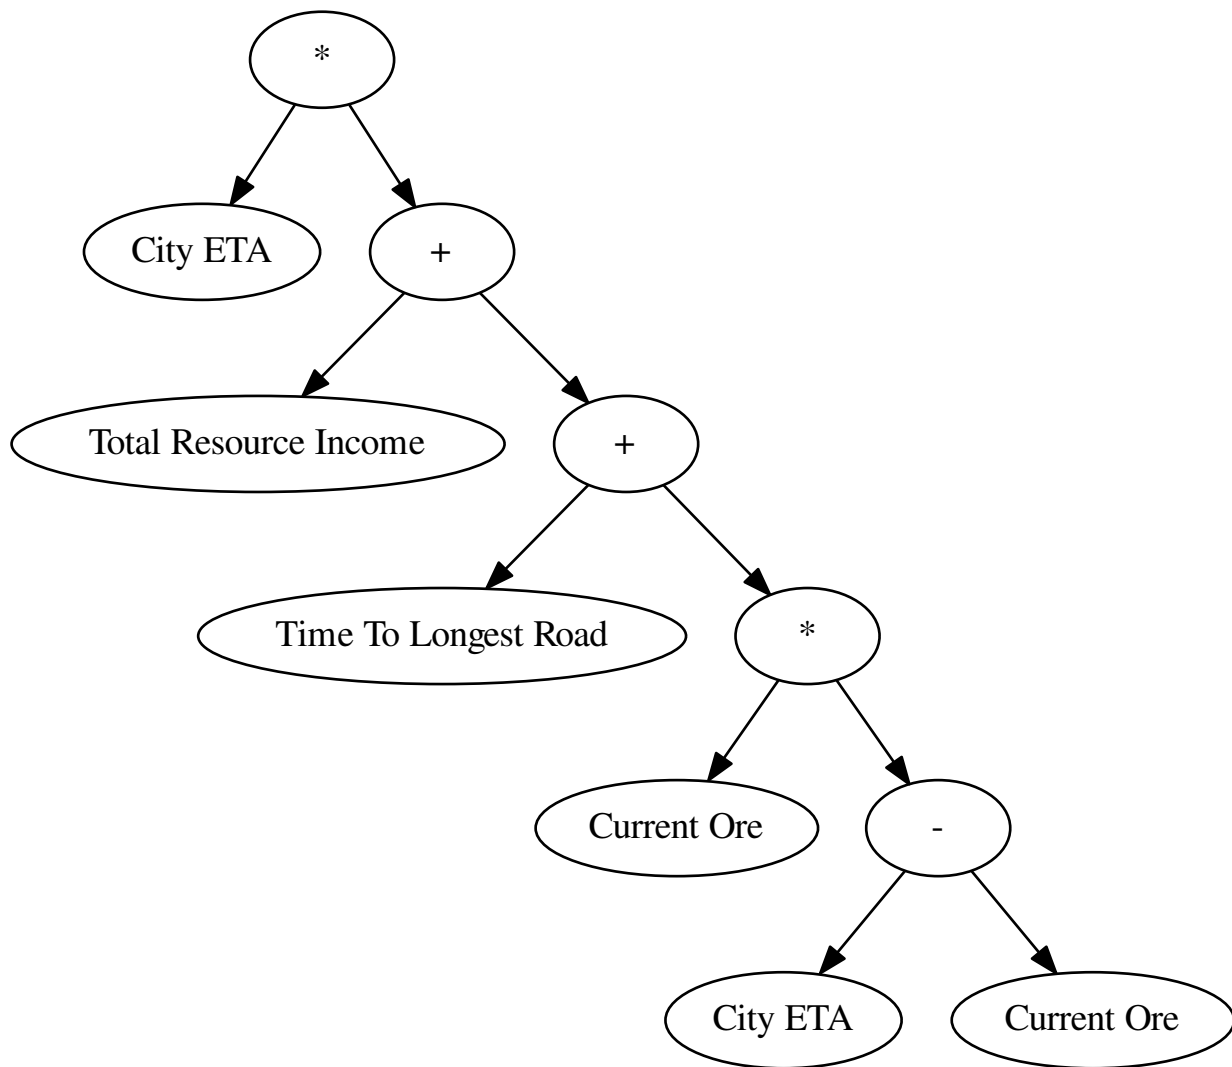 *
City ETA
+
Total Resource Income
+
Time To Longest Road
*
Current Ore
-
City ETA
Current Ore